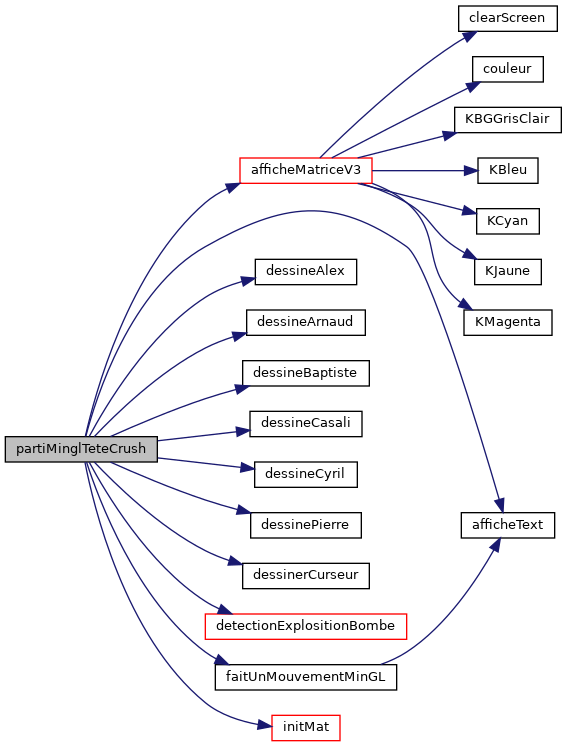 clearScreen
couleur
KBGGrisClair
afficheMatriceV3
KBleu
KCyan
KJaune
dessineAlex
dessineArnaud
KMagenta
dessineBaptiste
dessineCasali
partiMinglTeteCrush
dessineCyril
dessinePierre
afficheText
dessinerCurseur
detectionExplositionBombe
faitUnMouvementMinGL
initMat